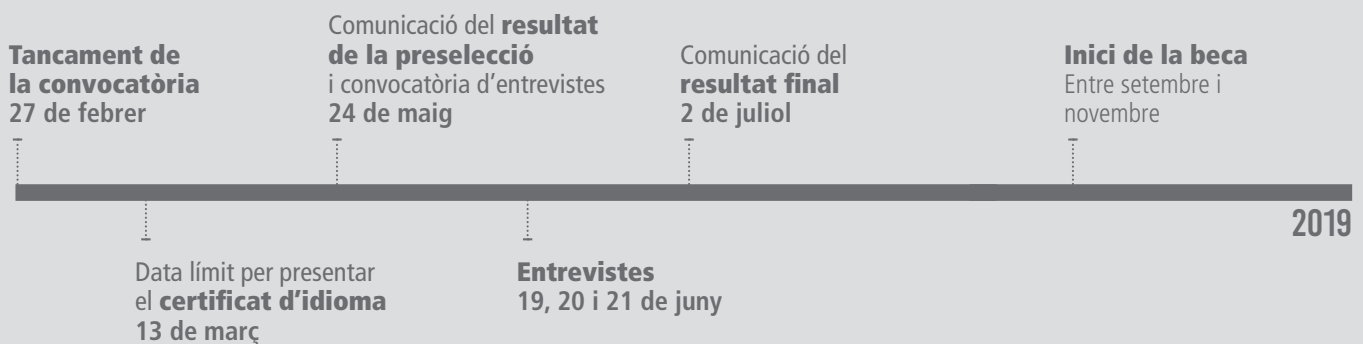 Tancament de
la convocatòria
27 de febrer
Comunicació del resultat
de la preselecció
i convocatòria d'entrevistes
24 de maig
Comunicació del
resultat final
2 de juliol
Inici de la beca
Entre setembre i
novembre
2019
Data límit per presentar
el certificat d'idioma
13 de març
Entrevistes
19, 20 i 21 de juny